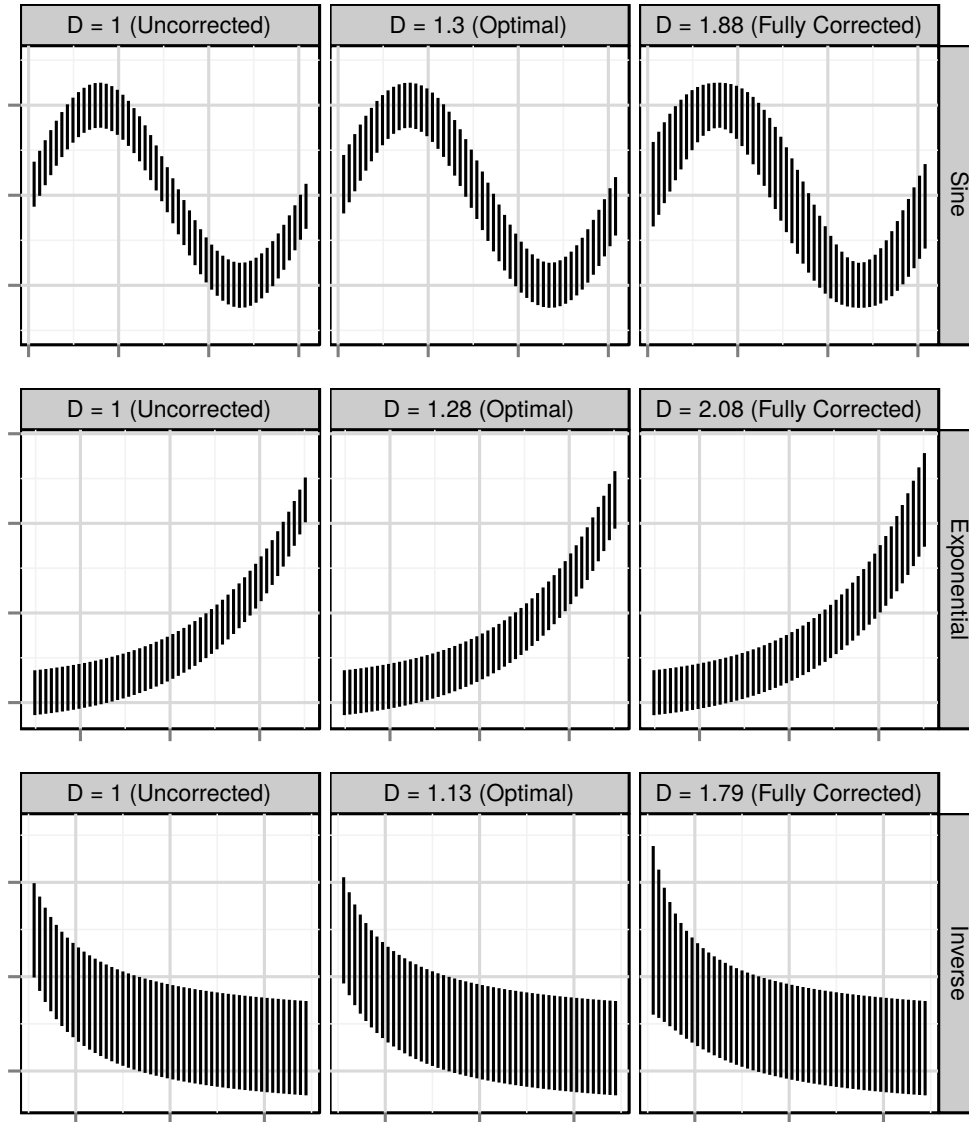 D = 1 (Uncorrected)
D = 1.3 (Optimal)
D = 1.88 (Fully Corrected)
Sine
D = 1 (Uncorrected)
D = 1.28 (Optimal)
D = 2.08 (Fully Corrected)
Exponential
D = 1 (Uncorrected)
D = 1.13 (Optimal)
D = 1.79 (Fully Corrected)
Inverse